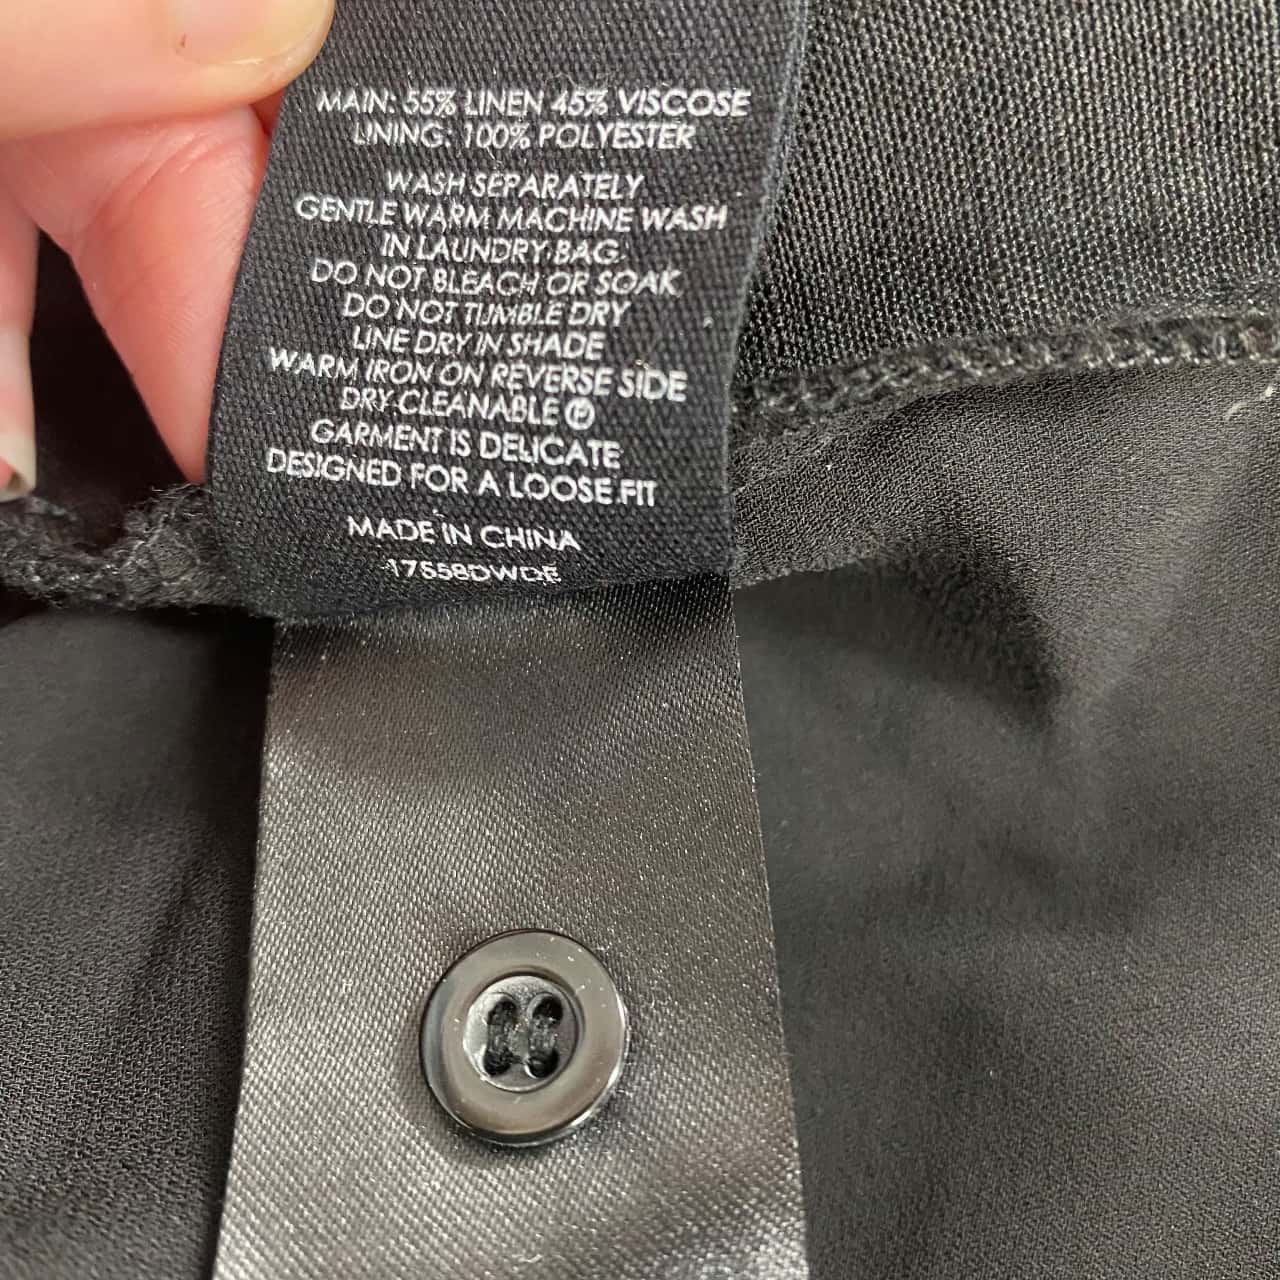 MAIN: 55% LINEN 45% VISCOSE
LINING: 100% POLYESTER
WASH SEPARATELY
GENTLE WARM MACHINE WASH
IN LAUNDRY BAG
DO NOT BLEACH OR SOAK
DO NOT TUMBLE DRY
LINE DRY IN SHADE
WARM IRON ON REVERSE SIDE
DRY CLEANABLE Ⓟ
GARMENT IS DELICATE
DESIGNED FOR A LOOSE FIT
MADE IN CHINA
17558DWDE